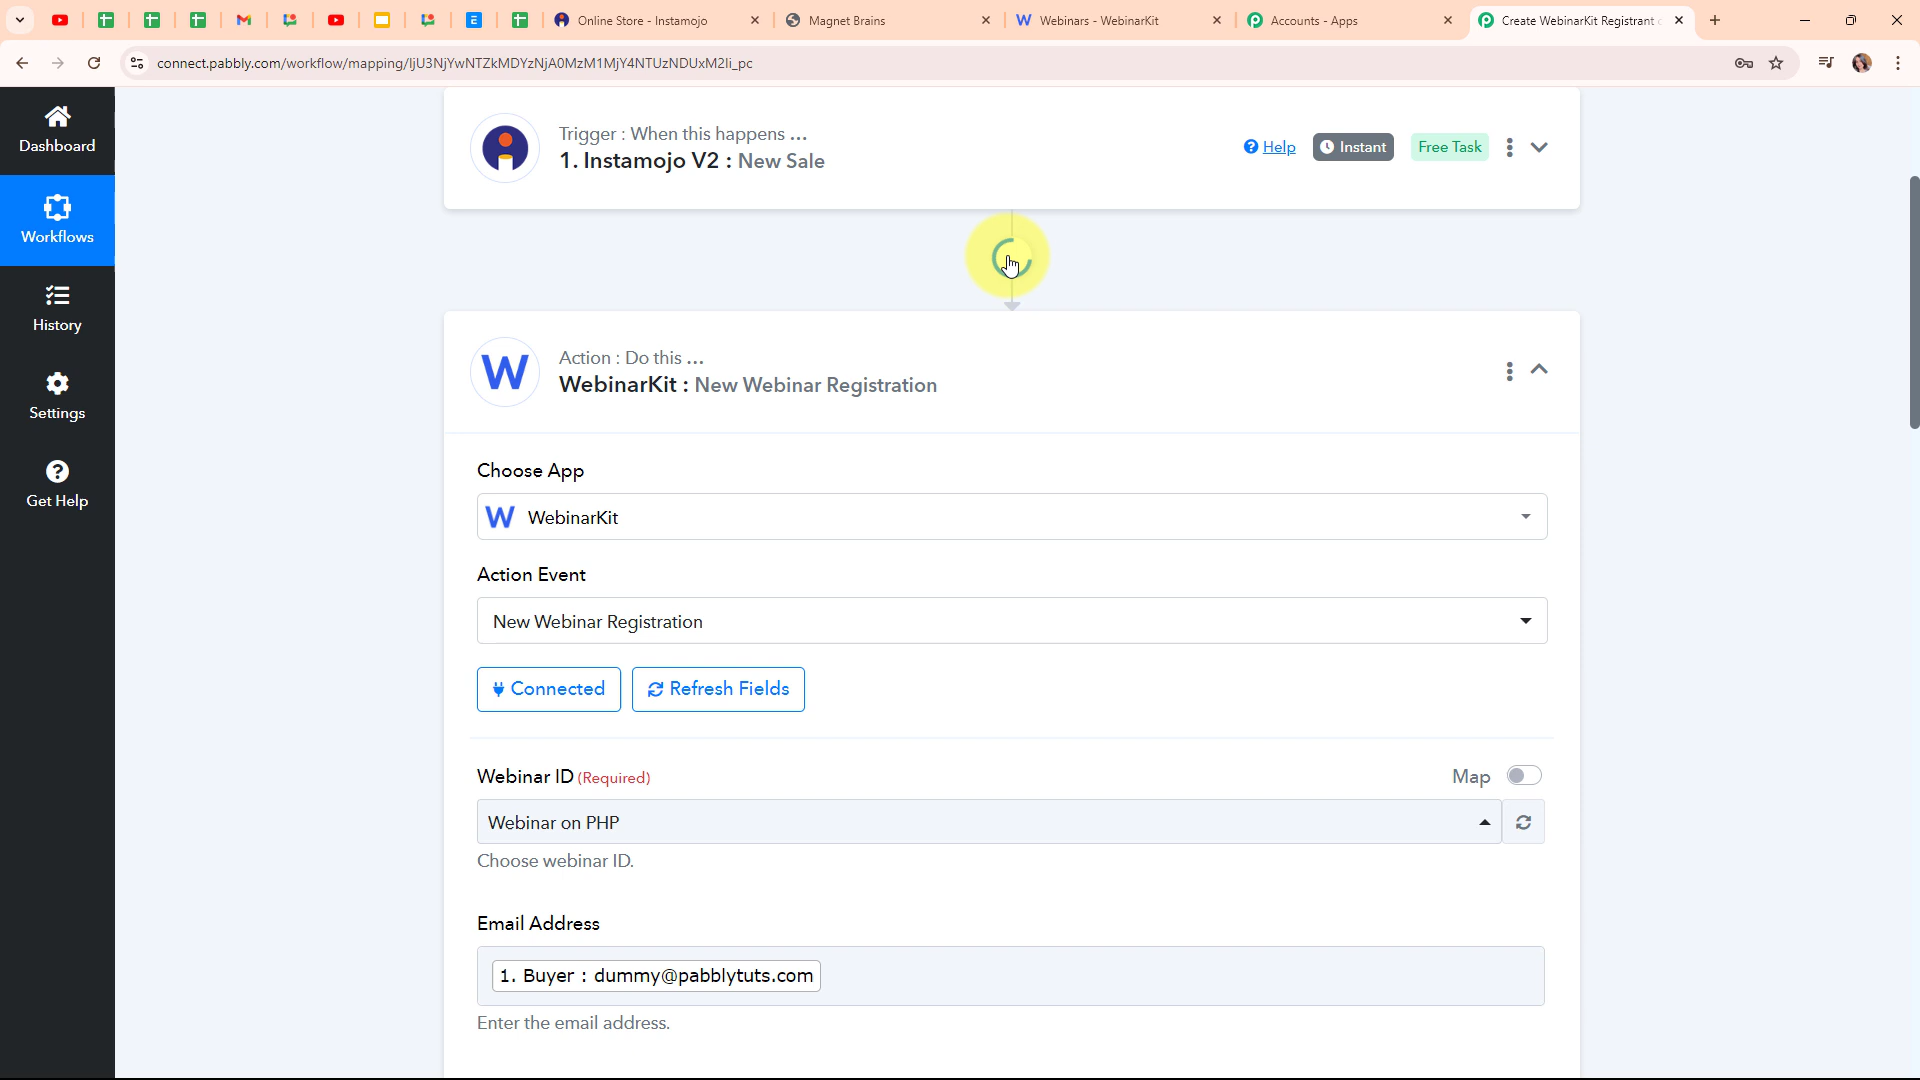 Online Store - Instamojo
Magnet Brains
Webinars - WebinarKit
Accounts - Apps
Create WebinarKit Registrant
connect.pabbly.com/workflow/mapping/IjU3NjYwNTZkMDYzNjA0MzM1MjY4NTUzNDUxM2Ii_pc
Dashboard
Workflows
History
Settings
Get Help
Trigger : When this happens ...
1. Instamojo V2 : New Sale
Help
Instant
Free Task
Action : Do this ...
WebinarKit : New Webinar Registration
Choose App
WebinarKit
Action Event
New Webinar Registration
Connected
Refresh Fields
Webinar ID (Required)
Map
Webinar on PHP
Choose webinar ID.
Email Address
1. Buyer : dummy@pabblytuts.com
Enter the email address.